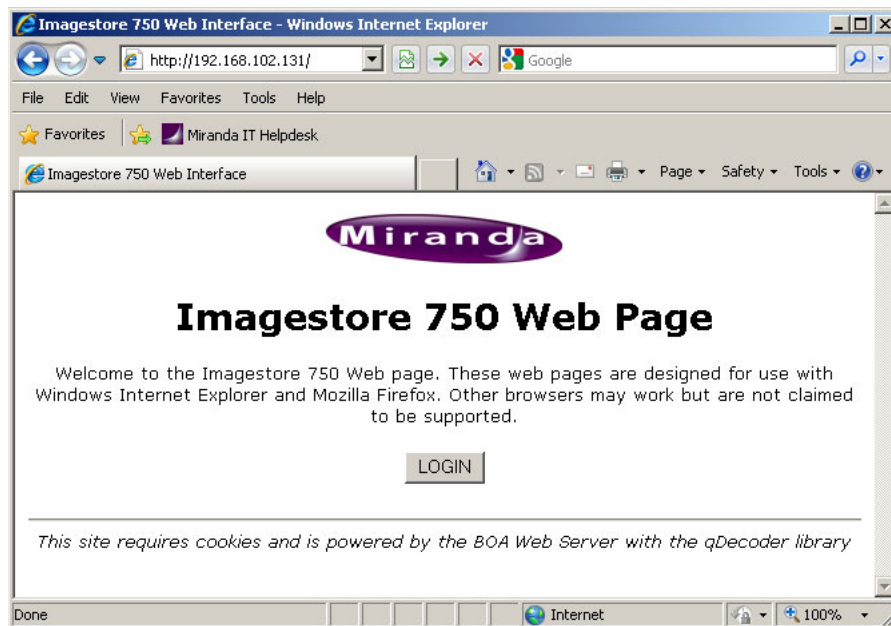 Imagestore 750 Web Interface - Windows Internet Explorer
http://192.168.102.131/
Google
File Edit View Favorites Tools Help
Favorites Miranda IT Helpdesk
Imagestore 750 Web Interface
Page Safety Tools
Miranda
Imagestore 750 Web Page
Welcome to the Imagestore 750 Web page. These web pages are designed for use with
Windows Internet Explorer and Mozilla Firefox. Other browsers may work but are not claimed
to be supported.
LOGIN
This site requires cookies and is powered by the BOA Web Server with the qDecoder library
Done
Internet
100%